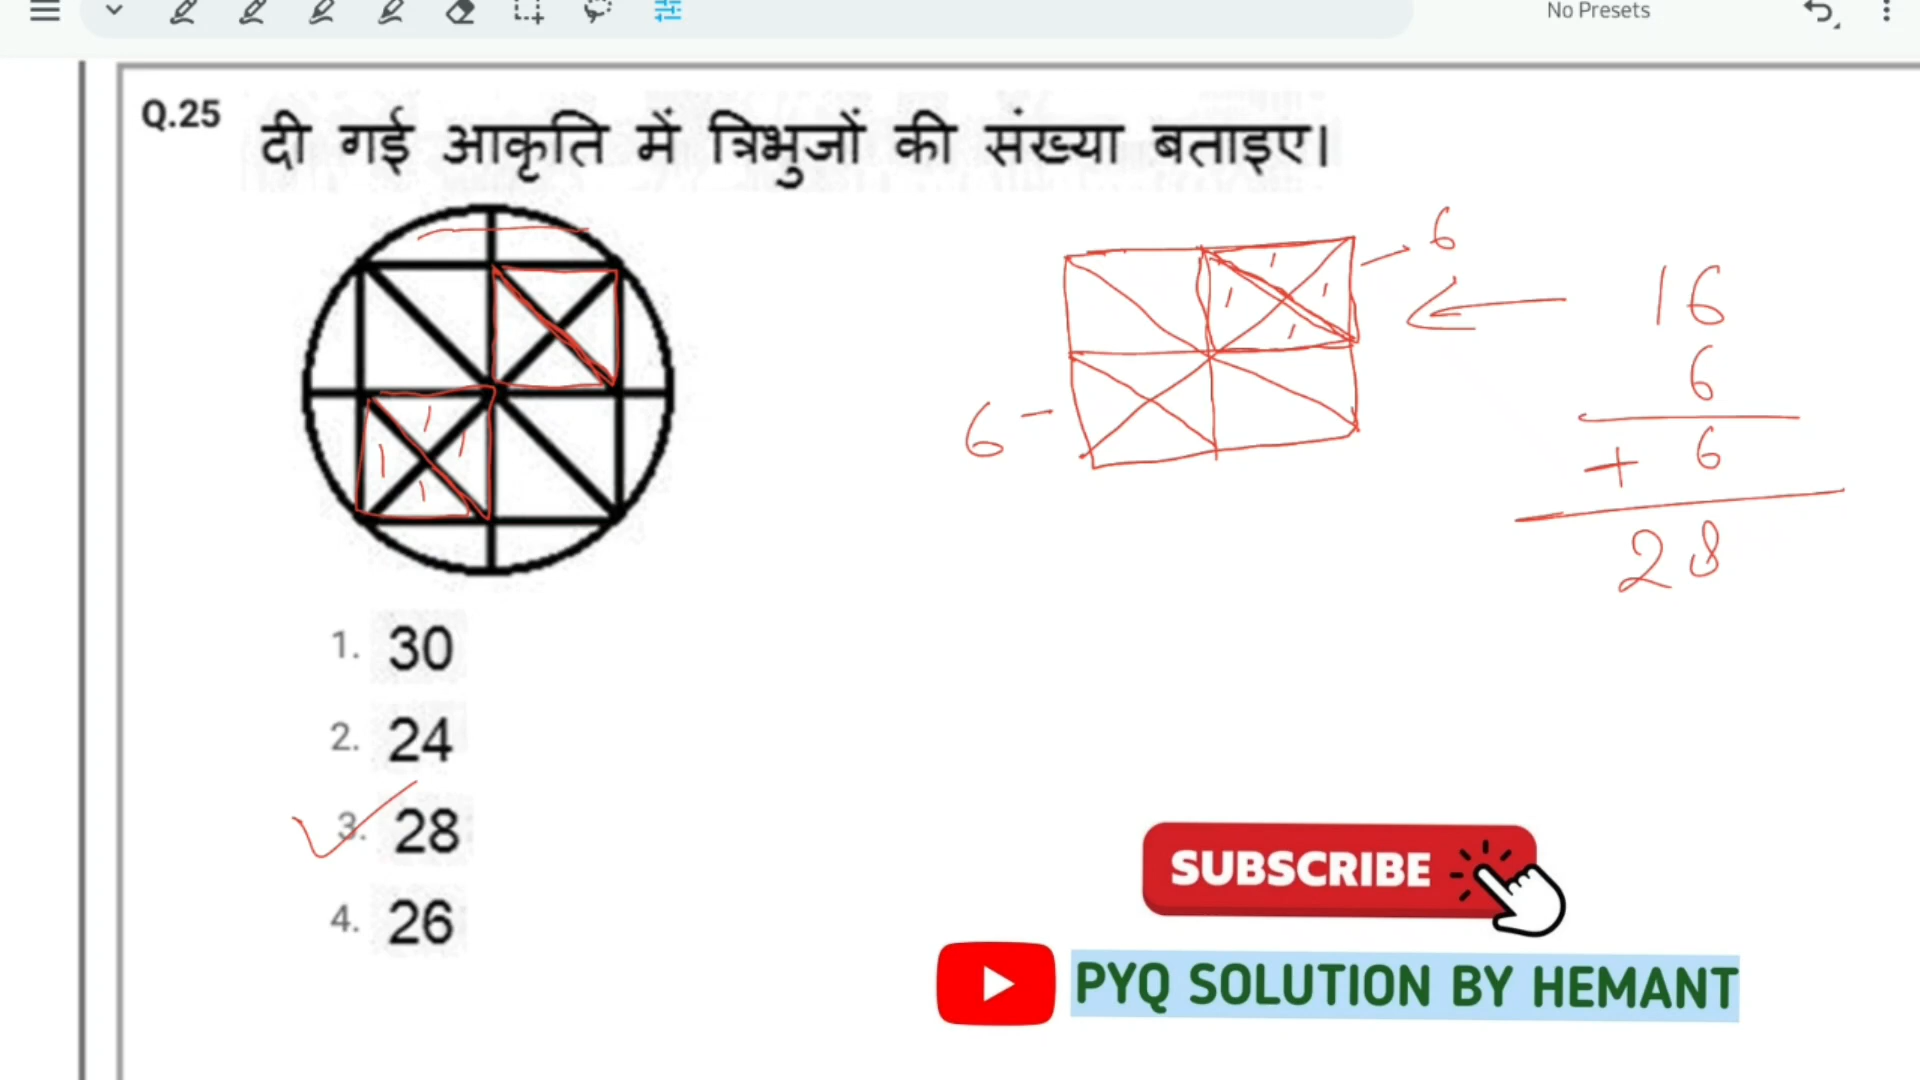 No Presets
Q.25 दी गई आकृति में त्रिभुजों की संख्या बताइए।
6
16
6
+ 6
28
6 -
1. 30
2. 24
3. 28
4. 26
SUBSCRIBE
PYQ SOLUTION BY HEMANT